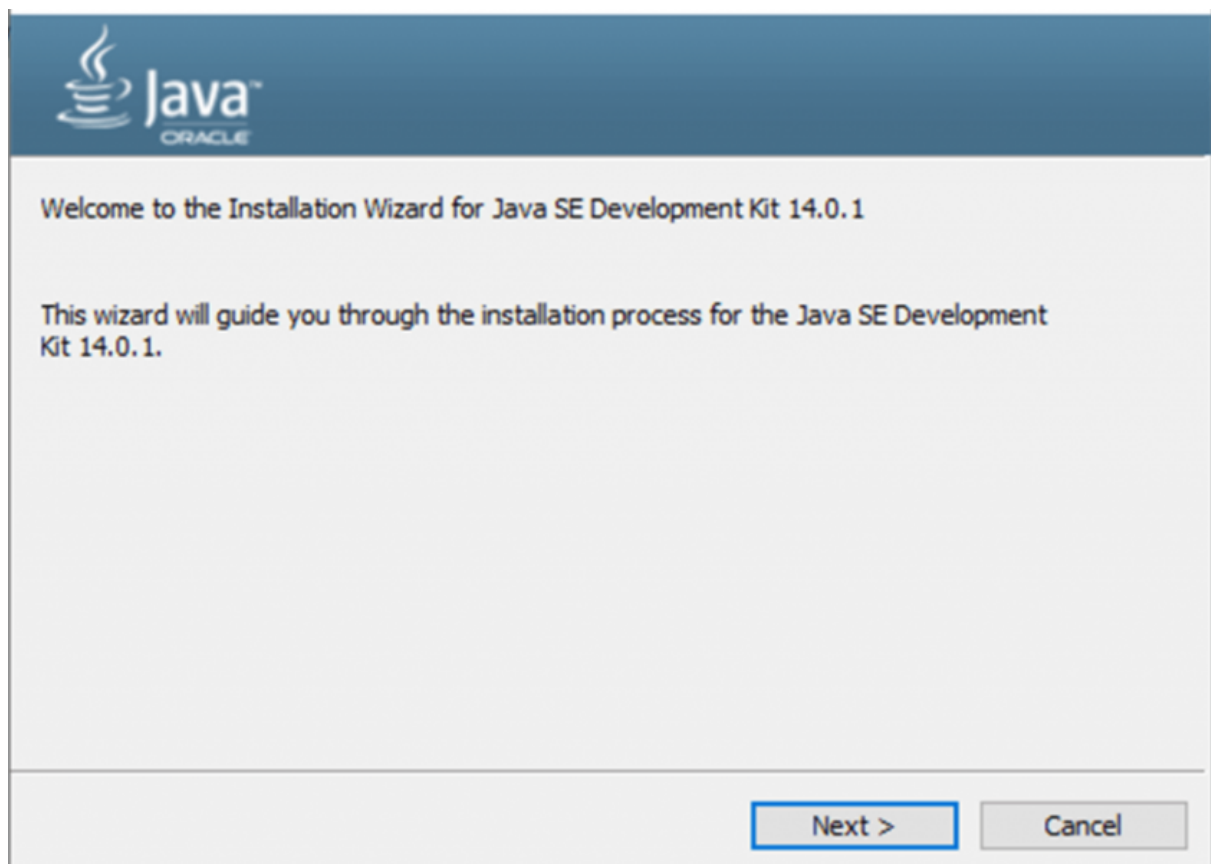 Java™
ORACLE
Welcome to the Installation Wizard for Java SE Development Kit 14.0.1
This wizard will guide you through the installation process for the Java SE Development
Kit 14.0.1.
Next >
Cancel